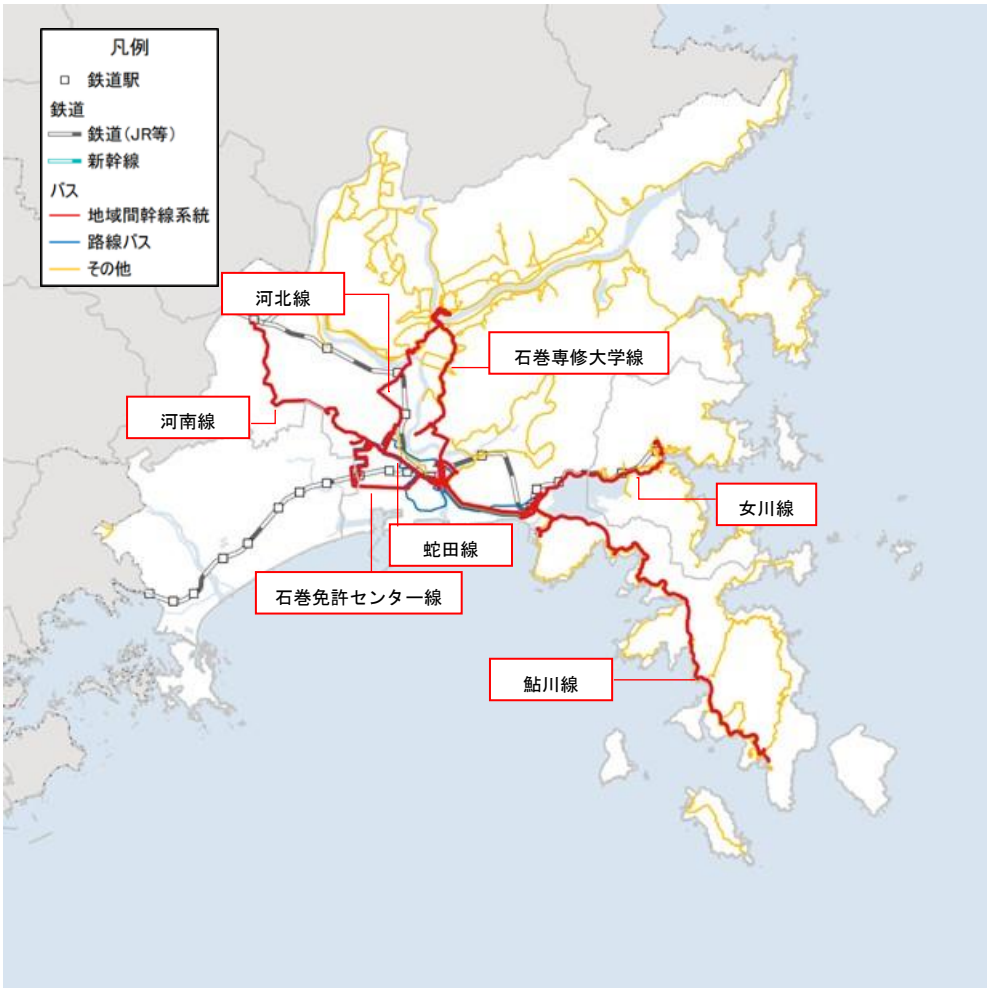 凡例
鉄道駅
鉄道
鉄道(JR等)
新幹線
バス
地域間幹線系統
路線バス
その他
河北線
石巻専修大学線
河南線
女川線
蛇田線
石巻免許センター線
鮎川線